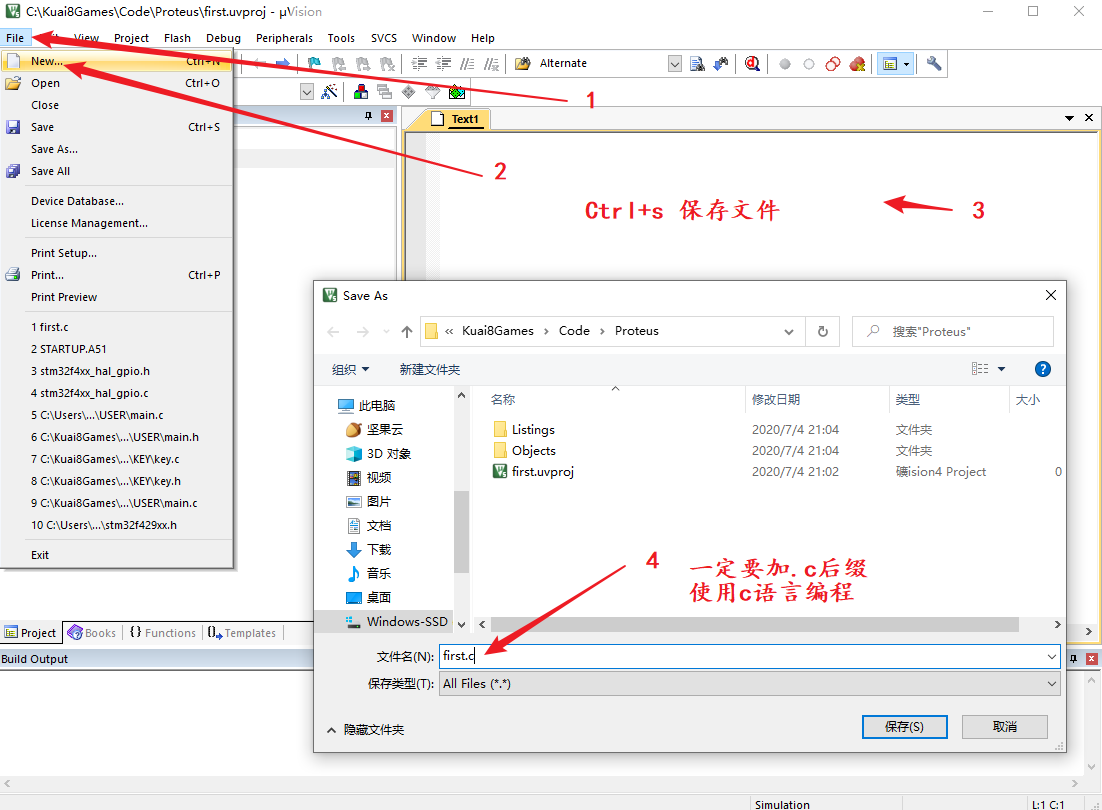 C:\Kuai8Games\Code\Proteus\first.uvproj - µVision
File View Project Flash Debug Peripherals Tools SVCS Window Help
New... Ctrl+N
Alternate
Open Ctrl+O
Close
1
Text1
Save Ctrl+S
Save As...
Save All
2
Device Database...
Ctrl+s 保存文件
3
License Management...
Print Setup...
Print... Ctrl+P
Print Preview
1 first.c
2 STARTUP.A51
3 stm32f4xx_hal_gpio.h
4 stm32f4xx_hal_gpio.c
5 C:\Users\...\USER\main.c
6 C:\Kuai8Games\...\USER\main.h
7 C:\Kuai8Games\...\KEY\key.c
8 C:\Kuai8Games\...\KEY\key.h
9 C:\Kuai8Games\...\USER\main.c
10 C:\Users\...\stm32f429xx.h
Exit
Save As
« Kuai8Games › Code › Proteus
搜索"Proteus"
组织 新建文件夹
名称 修改日期 类型 大小
此电脑
坚果云
3D 对象
视频
图片
文档
下载
音乐
桌面
Windows-SSD
Listings 2020/7/4 21:04 文件夹
Objects 2020/7/4 21:04 文件夹
first.uvproj 2020/7/4 21:02 礦ision4 Project 0
4
一定要加.c后缀
使用c语言编程
文件名(N): first.c
保存类型(T): All Files (*.*)
隐藏文件夹
保存(S) 取消
Project Books {} Functions Templates
Build Output
Simulation L:1 C:1